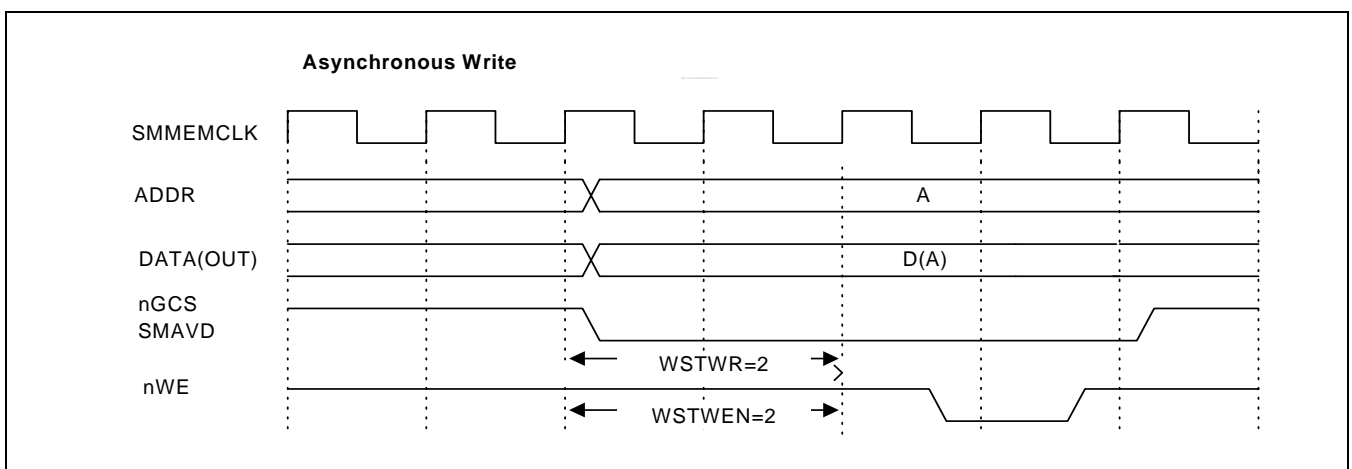 Asynchronous Write
SMMEMCLK
ADDR
A
DATA(OUT)
D(A)
nGCS
SMAVD
WSTWR=2
nWE
WSTWEN=2